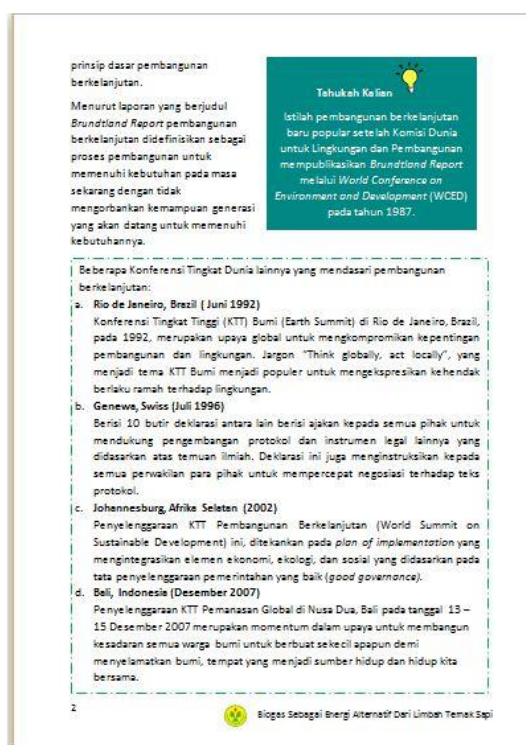 prinsip dasar pembangunan
berkelanjutan.
Menurut laporan yang berjudul
Brundtland Report pembangunan
berkelanjutan didefinisikan sebagai
proses pembangunan untuk
memenuhi kebutuhan pada masa
sekarang dengan tidak
mengorbankan kemampuan generasi
yang akan datang untuk memenuhi
kebutuhannya.
Tahukah Kalian
Istilah pembangunan berkelanjutan
baru popular setelah Komisi Dunia
untuk Lingkungan dan Pembangunan
mempublikasikan Brundtland Report
melalui World Conference on
Environment and Development (WCED)
pada tahun 1987.
Beberapa Konferensi Tingkat Dunia lainnya yang mendasari pembangunan
berkelanjutan:
a. Rio de Janeiro, Brazil ( Juni 1992)
Konferensi Tingkat Tinggi (KTT) Bumi (Earth Summit) di Rio de Janeiro, Brazil,
pada 1992, merupakan upaya global untuk mengkompromikan kepentingan
pembangunan dan lingkungan. Jargon "Think globally, act locally", yang
menjadi tema KTT Bumi menjadi populer untuk mengekspresikan kehendak
berlaku ramah terhadap lingkungan.
b. Genewa, Swiss (Juli 1996)
Berisi 10 butir deklarasi antara lain berisi ajakan kepada semua pihak untuk
mendukung pengembangan protokol dan instrumen legal lainnya yang
didasarkan atas temuan ilmiah. Deklarasi ini juga menginstruksikan kepada
semua perwakilan para pihak untuk mempercepat negosiasi terhadap teks
protokol.
c. Johannesburg, Afrika Selatan (2002)
Penyelenggaraan KTT Pembangunan Berkelanjutan (World Summit on
Sustainable Development) ini, ditekankan pada plan of implementation yang
mengintegrasikan elemen ekonomi, ekologi, dan sosial yang didasarkan pada
tata penyelenggaraan pemerintahan yang baik (good governance).
d. Bali, Indonesia (Desember 2007)
Penyelenggaraan KTT Pemanasan Global di Nusa Dua, Bali pada tanggal 13 –
15 Desember 2007 merupakan momentum dalam upaya untuk membangun
kesadaran semua warga bumi untuk berbuat sekecil apapun demi
menyelamatkan bumi, tempat yang menjadi sumber hidup dan hidup kita
bersama.
2
Biogas Sebagai Energi Alternatif Dari Limbah Ternak Sapi